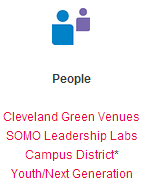 People
Cleveland Green Venues
SOMO Leadership Labs
Campus District*
Youth/Next Generation